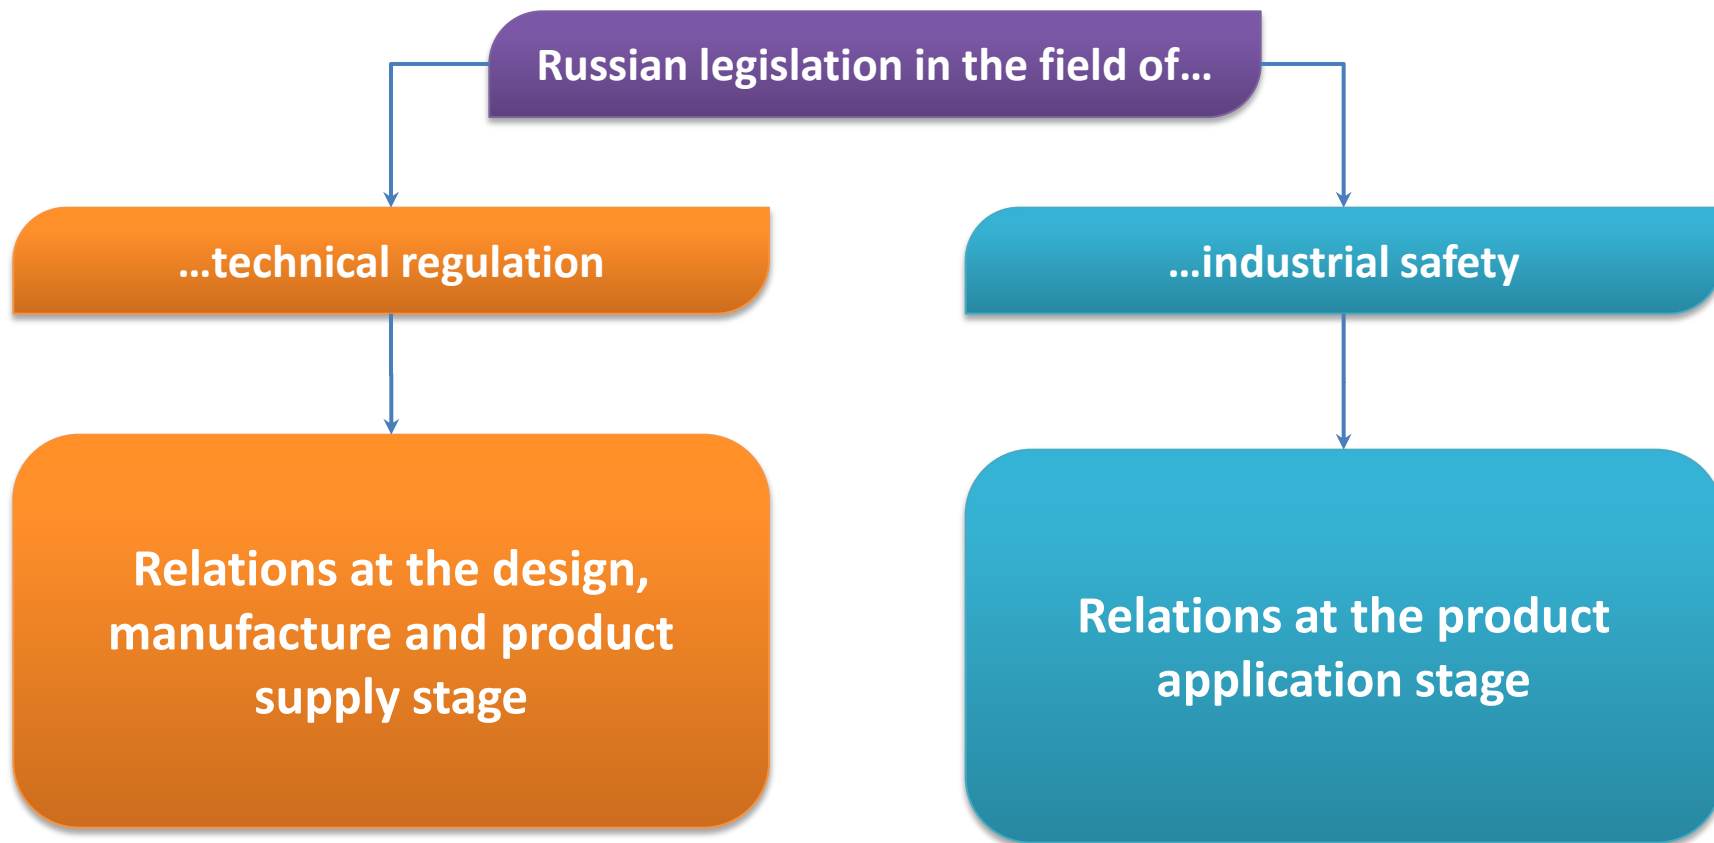 Russian legislation in the field of…
…technical regulation
…industrial safety
Relations at the design,
manufacture and product
supply stage
Relations at the product
application stage